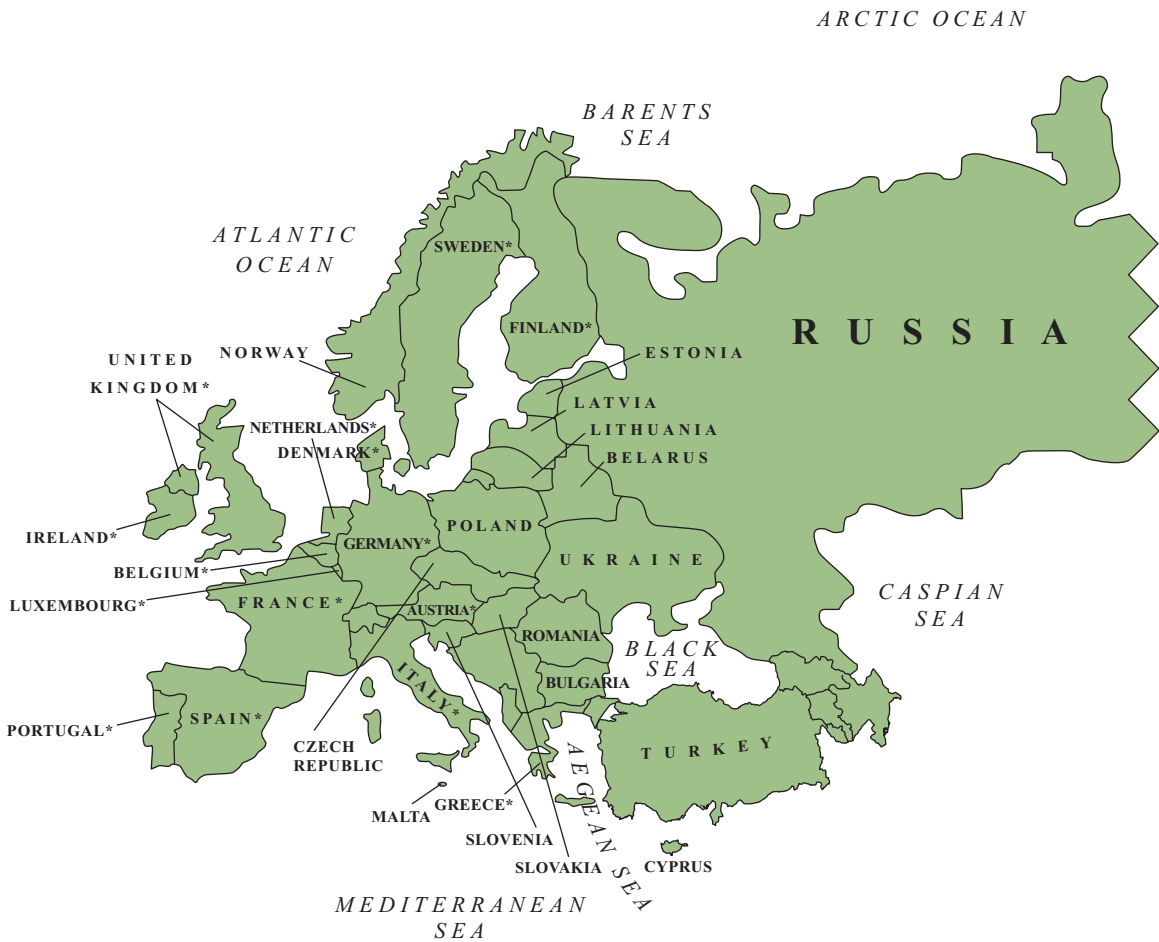 ARCTIC OCEAN
BARENTS
SEA
ATLANTIC
OCEAN
SWEDEN*
FINLAND*
RUSSIA
NORWAY
ESTONIA
UNITED
KINGDOM*
LATVIA
NETHERLANDS*
LITHUANIA
DENMARK*
BELARUS
POLAND
IRELAND*
GERMANY*
UKRAINE
BELGIUM*
LUXEMBOURG*
FRANCE*
AUSTRIA*
CASPIAN
SEA
ROMANIA
BLACK
SEA
ITALY*
BULGARIA
PORTUGAL*
SPAIN*
CZECH
REPUBLIC
TURKEY
AEGEAN SEA
MALTA
GREECE*
SLOVENIA
SLOVAKIA
CYPRUS
MEDITERRANEAN
SEA